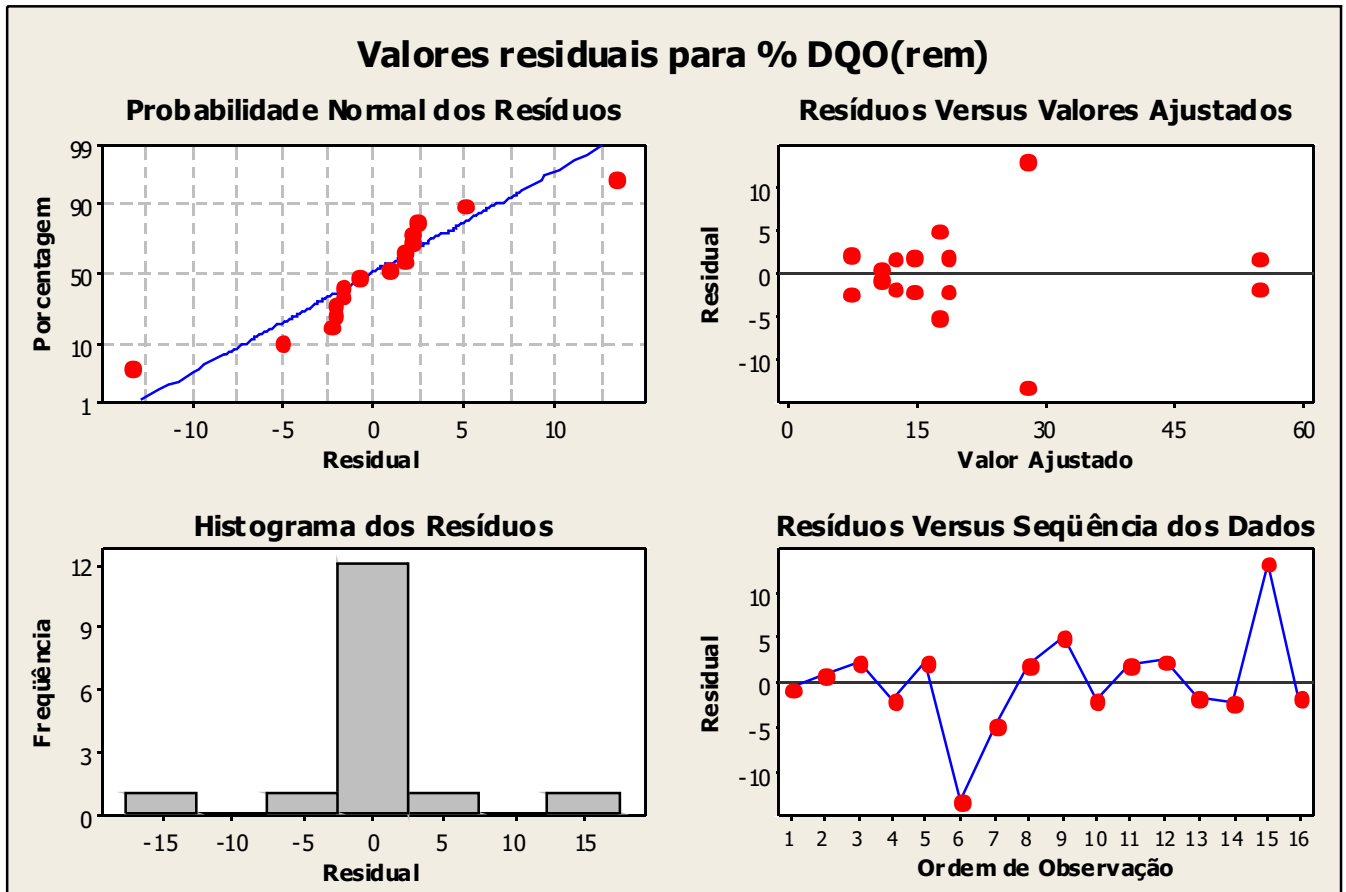 Valores residuais para % DQO(rem)
Probabilidade Normal dos Resíduos
99
90
50
10
1
Porcentagem
-10 -5 0 5 10
Residual
Resíduos Versus Valores Ajustados
10
5
0
-5
-10
Residual
0 15 30 45 60
Valor Ajustado
Histograma dos Resíduos
12
9
6
3
0
Freqüência
-15 -10 -5 0 5 10 15
Residual
Resíduos Versus Seqüência dos Dados
10
5
0
-5
-10
Residual
1 2 3 4 5 6 7 8 9 10 11 12 13 14 15 16
Ordem de Observação